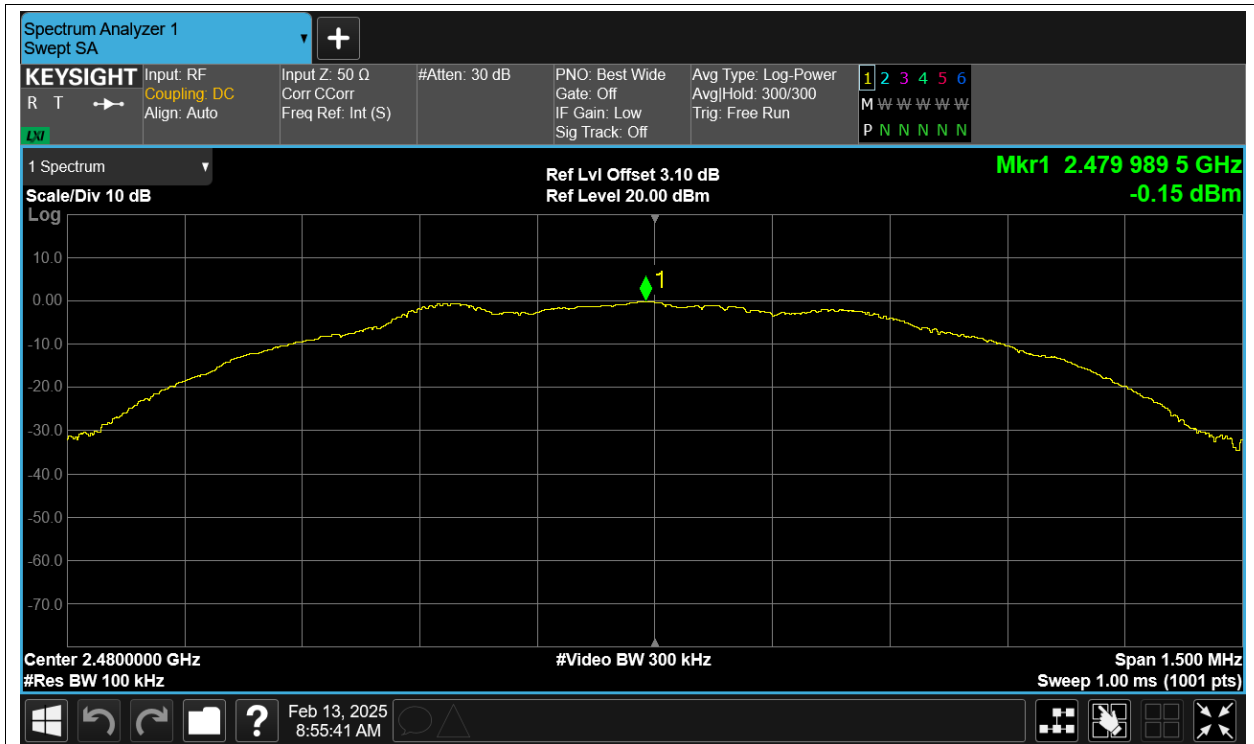 Spectrum Analyzer 1
Swept SA
KEYSIGHT
R T
LXI
Input: RF
Coupling: DC
Align: Auto
Input Z: 50 Ω
Corr CCorr
Freq Ref: Int (S)
#Atten: 30 dB
PNO: Best Wide
Gate: Off
IF Gain: Low
Sig Track: Off
Avg Type: Log-Power
Avg|Hold: 300/300
Trig: Free Run
1 2 3 4 5 6
M W W W W W
P N N N N N
1 Spectrum
Scale/Div 10 dB
Log
Ref Lvl Offset 3.10 dB
Ref Level 20.00 dBm
Mkr1 2.479 989 5 GHz
-0.15 dBm
1
10.0
0.00
-10.0
-20.0
-30.0
-40.0
-50.0
-60.0
-70.0
Center 2.4800000 GHz
#Res BW 100 kHz
#Video BW 300 kHz
Span 1.500 MHz
Sweep 1.00 ms (1001 pts)
?
Feb 13, 2025
8:55:41 AM